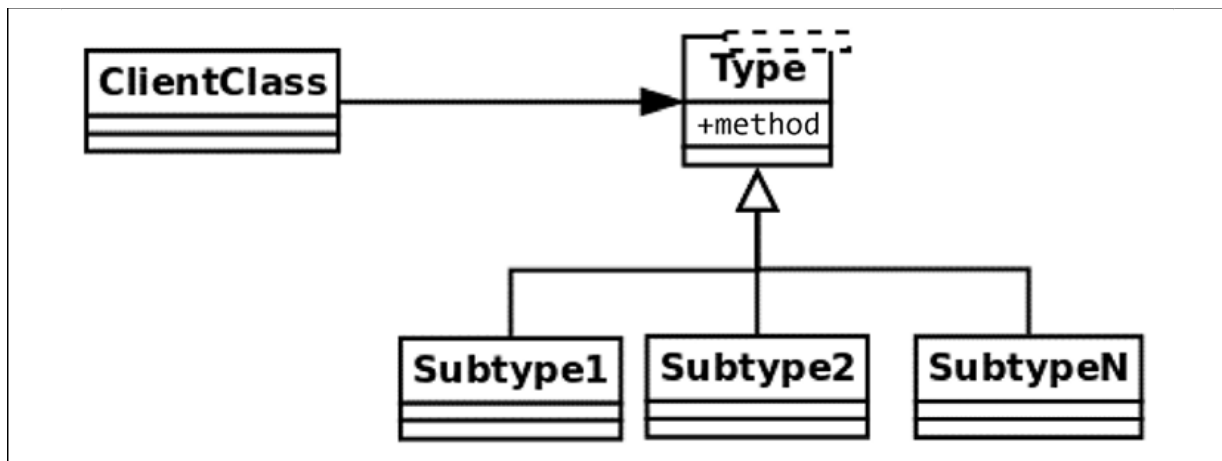 ClientClass
Type
+method
Subtype1
Subtype2
SubtypeN